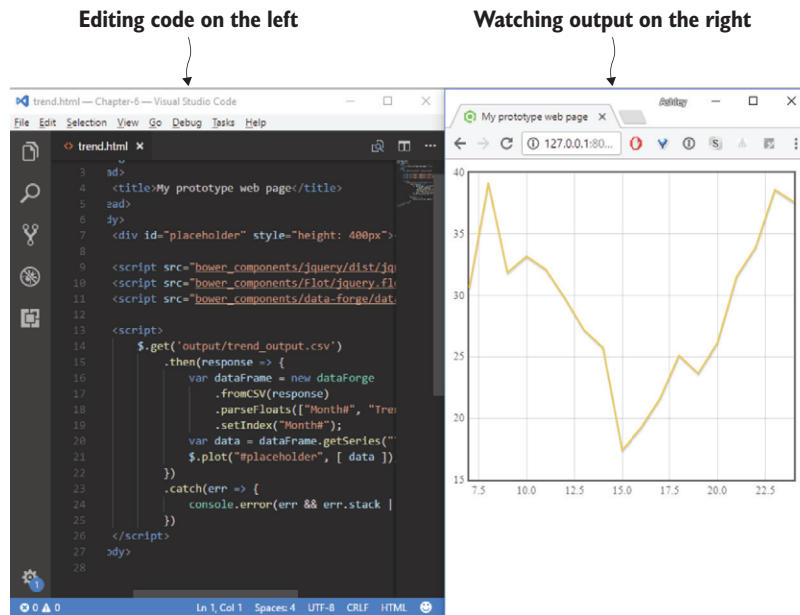 Editing code on the left
Watching output on the right
trend.html — Chapter-6 — Visual Studio Code
File Edit Selection View Go Debug Tasks Help
trend.html
3 ad>
4 <title>My prototype web page</title>
5 ead>
6 dy>
7 <div id="placeholder" style="height: 400px">
8
9 <script src="bower_components/jquery/dist/jq
10 <script src="bower_components/Flot/jquery.fl
11 <script src="bower_components/data-forge/dat
12
13 <script>
14 $.get('output/trend_output.csv')
15 .then(response => {
16 var dataFrame = new dataForge
17 .fromCSV(response)
18 .parseFloats(["Month#", "Tre
19 .setIndex("Month#");
20 var data = dataFrame.getSeries("
21 $.plot("#placeholder", [ data ])
22 })
23 .catch(err => {
24 console.error(err && err.stack |
25 })
26 </script>
27 ody>
28
1
0 0
Ln 1, Col 1 Spaces: 4 UTF-8 CRLF HTML
Ashley
My prototype web page
127.0.0.1:80...
40
35
30
25
20
15
7.5 10.0 12.5 15.0 17.5 20.0 22.5